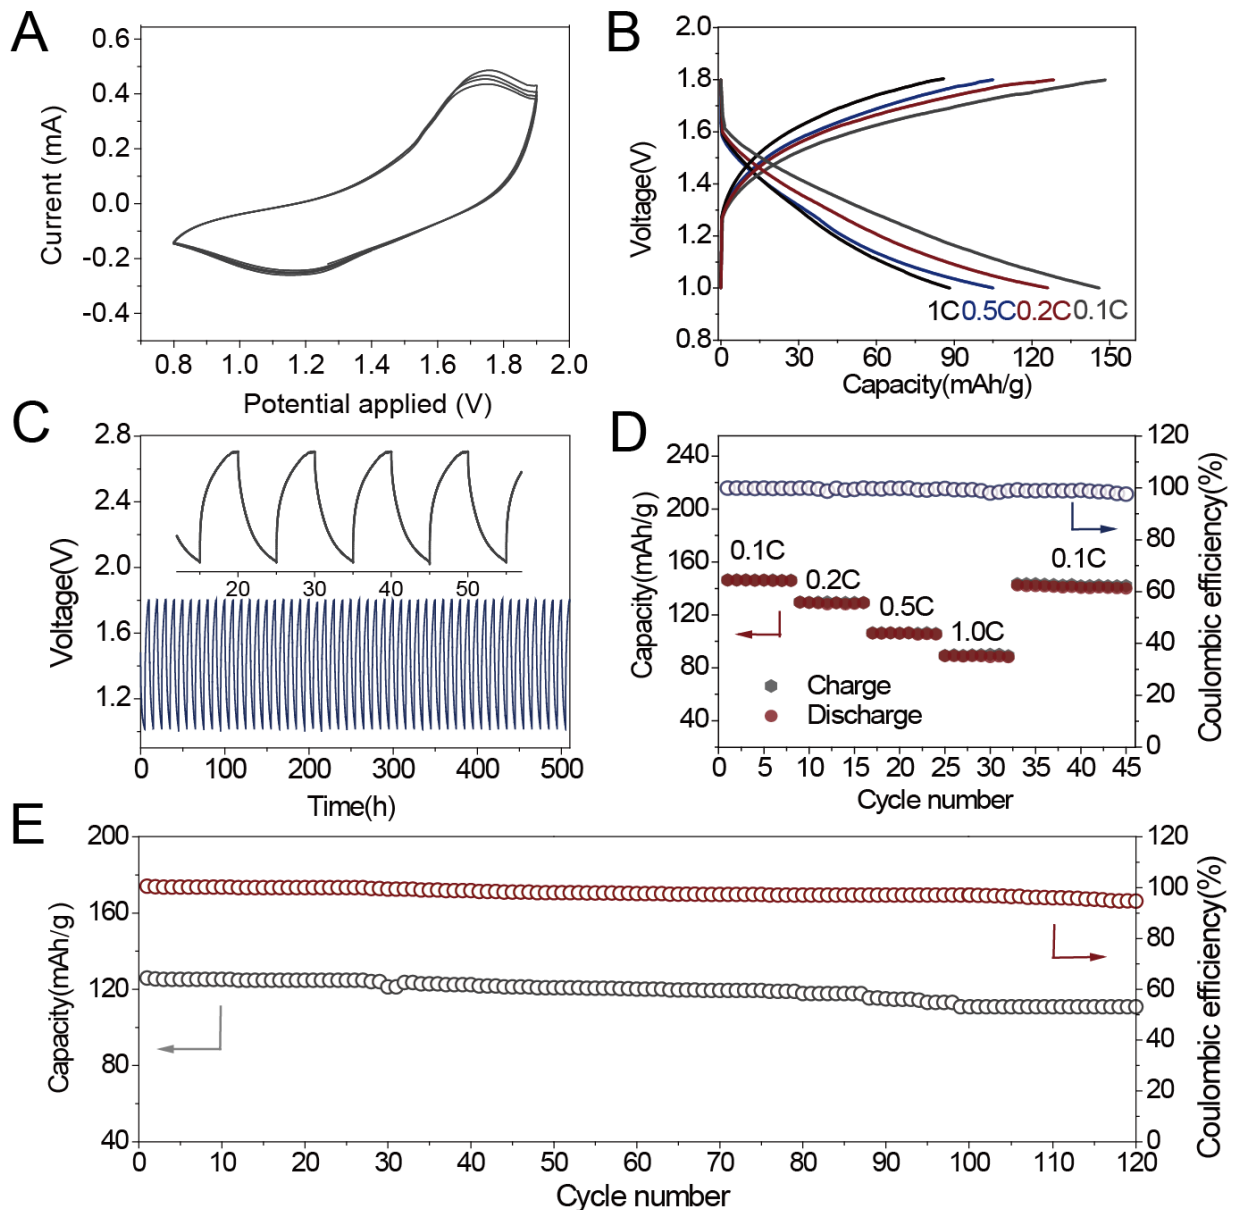 A
0.6
0.4
0.2
0.0
-0.2
-0.4
Current (mA)
0.8 1.0 1.2 1.4 1.6 1.8 2.0
Potential applied (V)
B
2.0
1.8
1.6
1.4
1.2
1.0
0.8
Voltage(V)
1C 0.5C 0.2C 0.1C
0 30 60 90 120 150
Capacity(mAh/g)
C
2.8
2.4
2.0
1.6
1.2
Voltage(V)
20 30 40 50
0 100 200 300 400 500
Time(h)
D
240
200
160
120
80
40
Capacity(mAh/g)
120
100
80
60
40
20
0
Coulombic efficiency(%)
0.1C
0.2C
0.5C
1.0C
0.1C
Charge
Discharge
0 5 10 15 20 25 30 35 40 45
Cycle number
E
200
160
120
80
40
Capacity(mAh/g)
120
100
80
60
40
20
0
Coulombic efficiency(%)
0 10 20 30 40 50 60 70 80 90 100 110 120
Cycle number